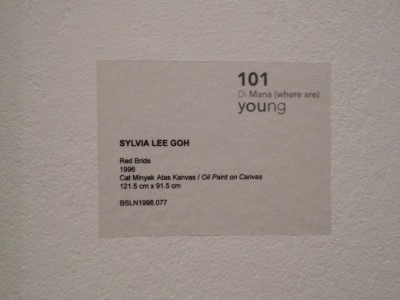 101
Di Mana (where are)
young
SYLVIA LEE GOH
Red Bride
1996
Cat Minyak Atas Kanvas / Oil Paint on Canvas
121.5 cm x 91.5 cm
BSLN1998.077